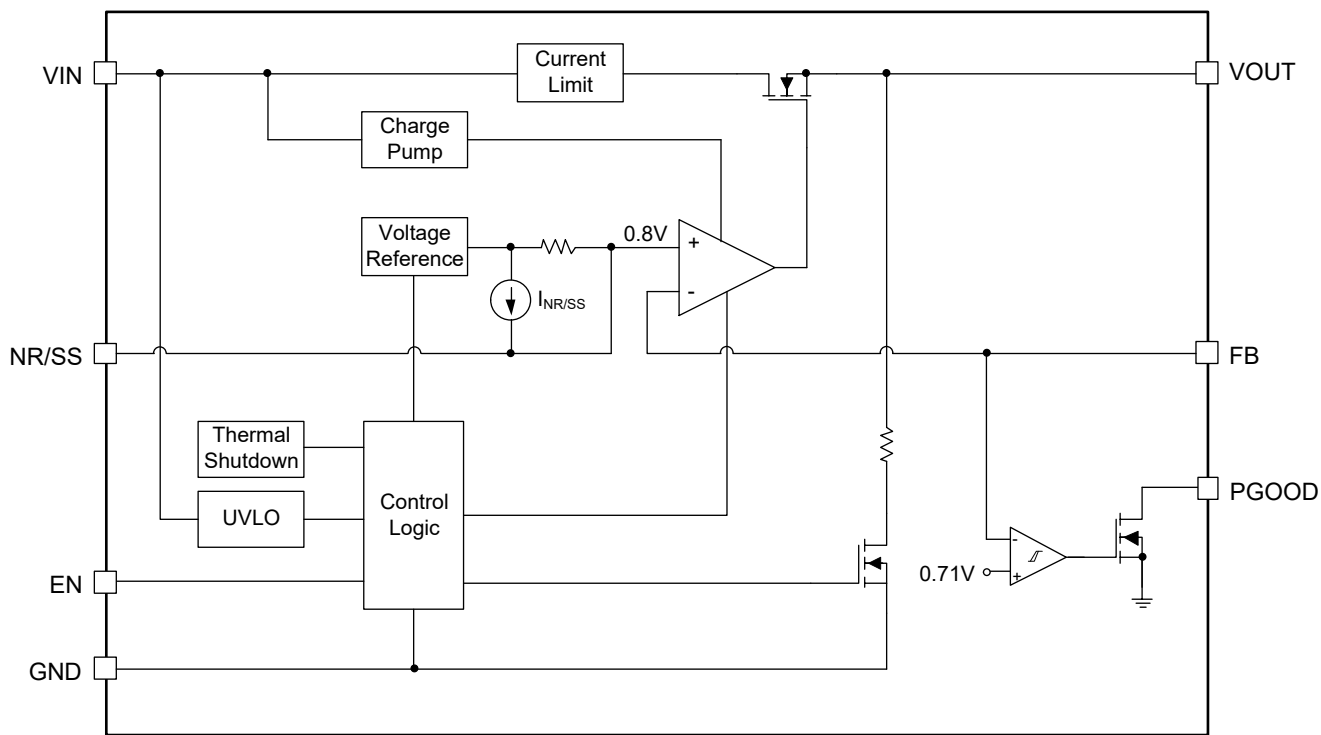 VIN
Current
Limit
VOUT
Charge
Pump
Voltage
Reference
0.8V
+
-
INR/SS
NR/SS
FB
Thermal
Shutdown
Control
Logic
UVLO
PGOOD
-
0.71V
+
EN
GND